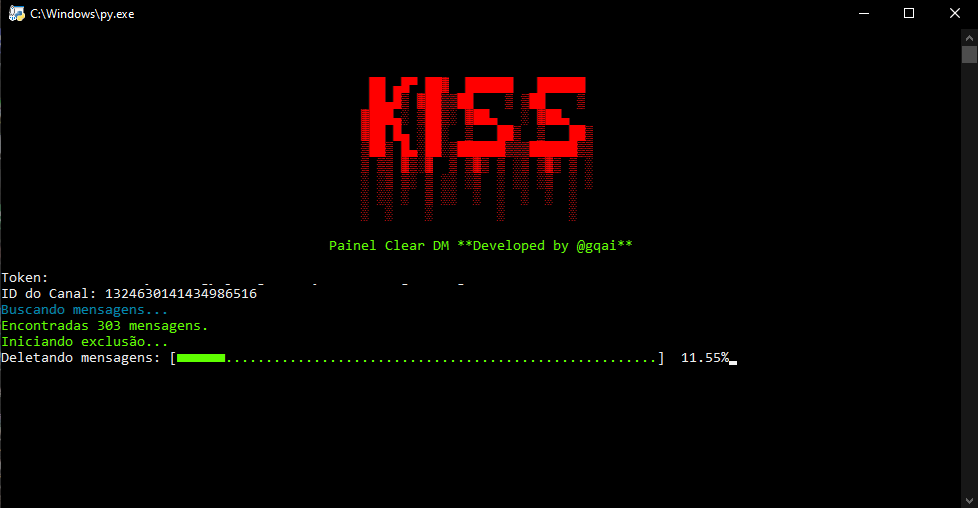 C:\Windows\py.exe
KISS
Painel Clear DM **Developed by @gqai**
Token:
ID do Canal: 1324630141434986516
Buscando mensagens...
Encontradas 303 mensagens.
Iniciando exclusão...
Deletando mensagens: [■■■■■■......................................................] 11.55%